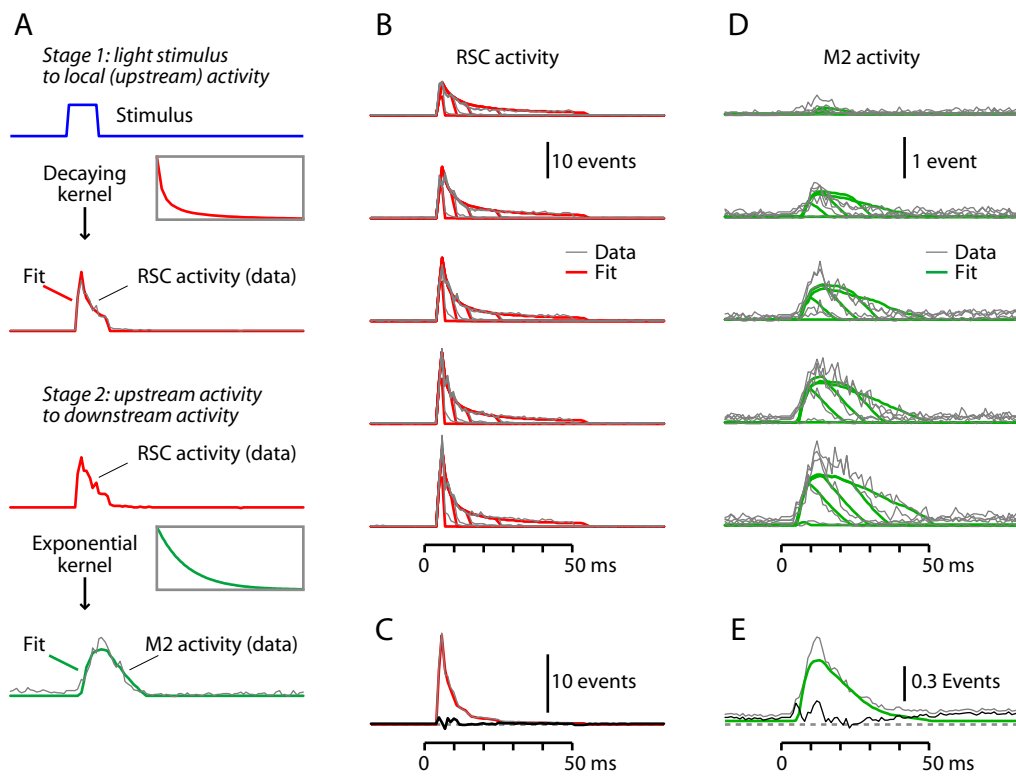 A
Stage 1: light stimulus
to local (upstream) activity
Stimulus
Decaying
kernel
Fit
RSC activity (data)
Stage 2: upstream activity
to downstream activity
RSC activity (data)
Exponential
kernel
Fit
M2 activity (data)
B
RSC activity
10 events
Data
Fit
0
50 ms
C
10 events
0
50 ms
D
M2 activity
1 event
Data
Fit
0
50 ms
E
0.3 Events
0
50 ms